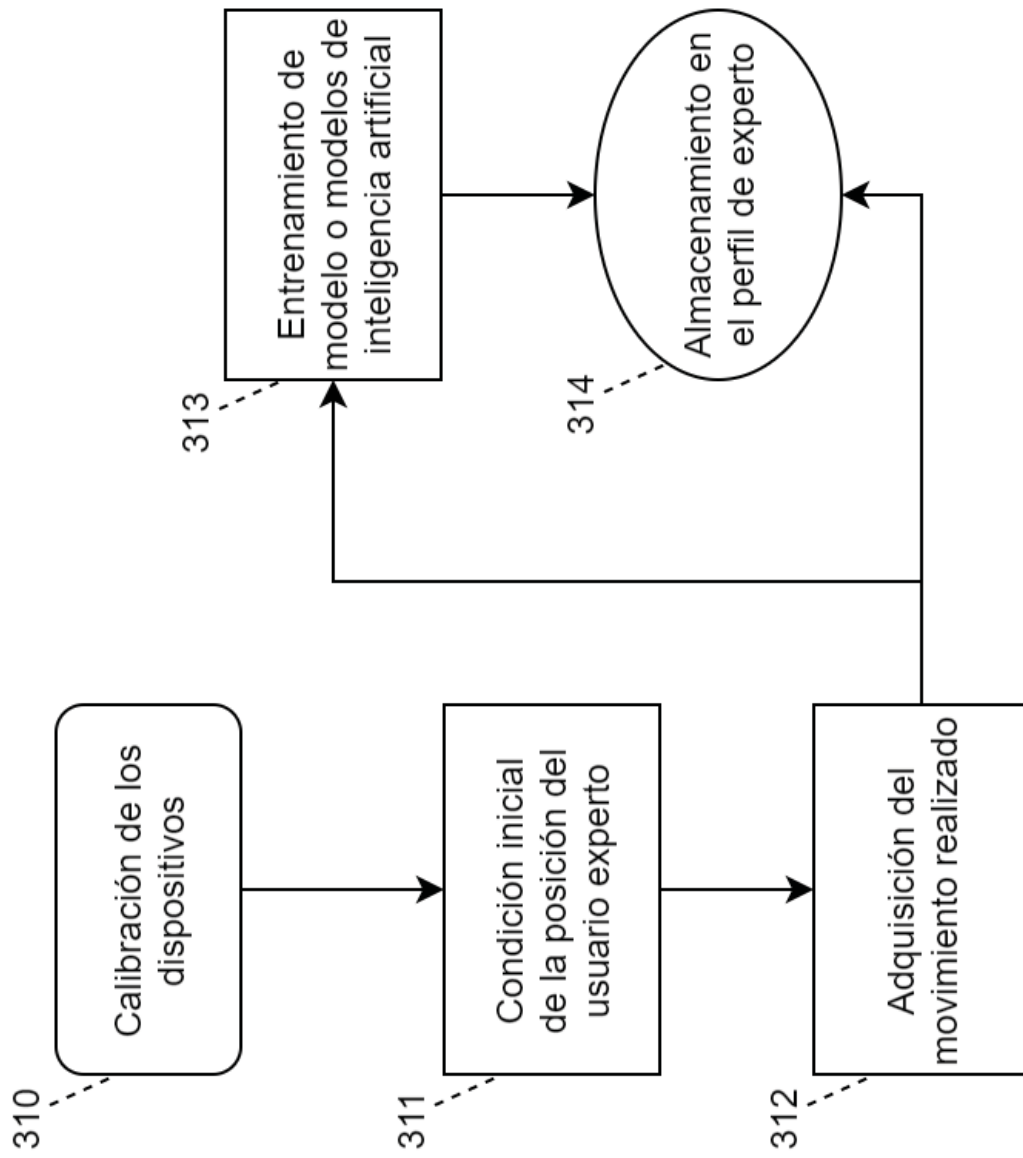 310
Calibración de los
dispositivos
311
Condición inicial
de la posición del
usuario experto
312
Adquisición del
movimiento realizado
313
Entrenamiento de
modelo o modelos de
inteligencia artificial
314
Almacenamiento en
el perfil de experto